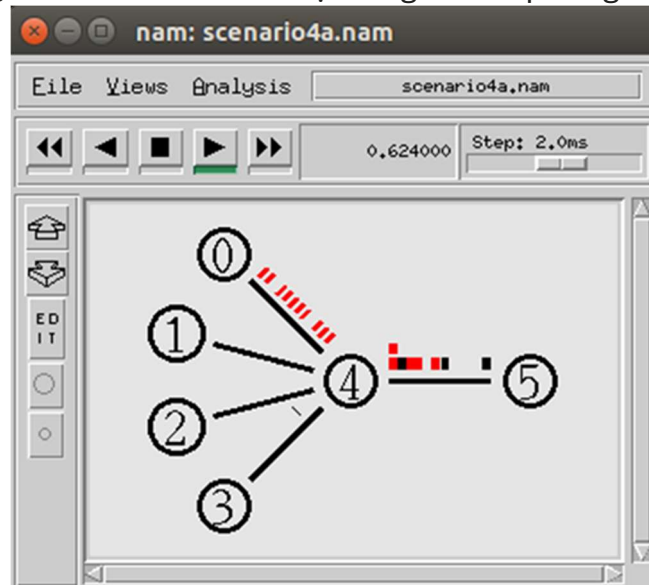 nam: scenario4a.nam
File Views Analysis scenario4a.nam
0.624000 Step: 2.0ms
ED
IT
0
1
2
3
4
5